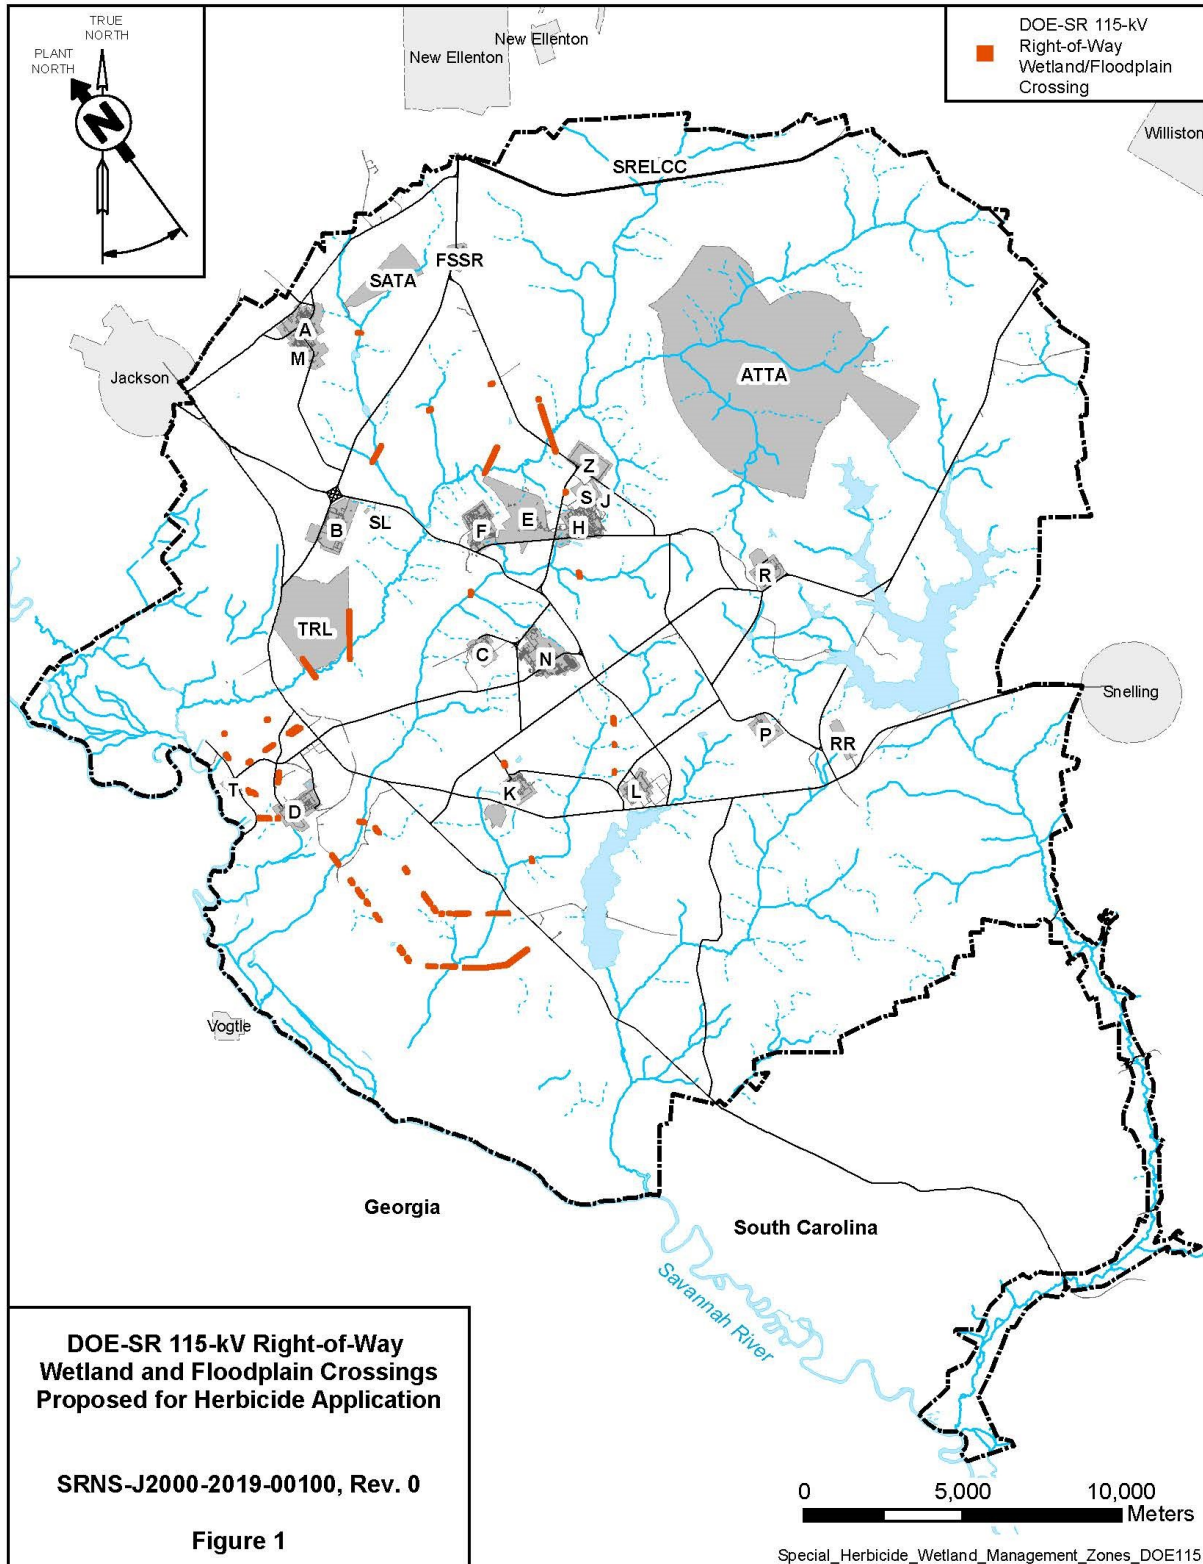 TRUE
NORTH
PLANT
NORTH
N
New Ellenton
New Ellenton
DOE-SR 115-kV
Right-of-Way
Wetland/Floodplain
Crossing
Williston
SRELCC
FSSR
SATA
A
M
Jackson
ATTA
Z
S
J
E
F
H
B
SL
R
TRL
C
N
Snelling
P
RR
T
D
K
L
Vogtle
Georgia
South Carolina
Savannah River
DOE-SR 115-kV Right-of-Way
Wetland and Floodplain Crossings
Proposed for Herbicide Application
SRNS-J2000-2019-00100, Rev. 0
Figure 1
0 5,000 10,000
Meters
Special_Herbicide_Wetland_Management_Zones_DOE115